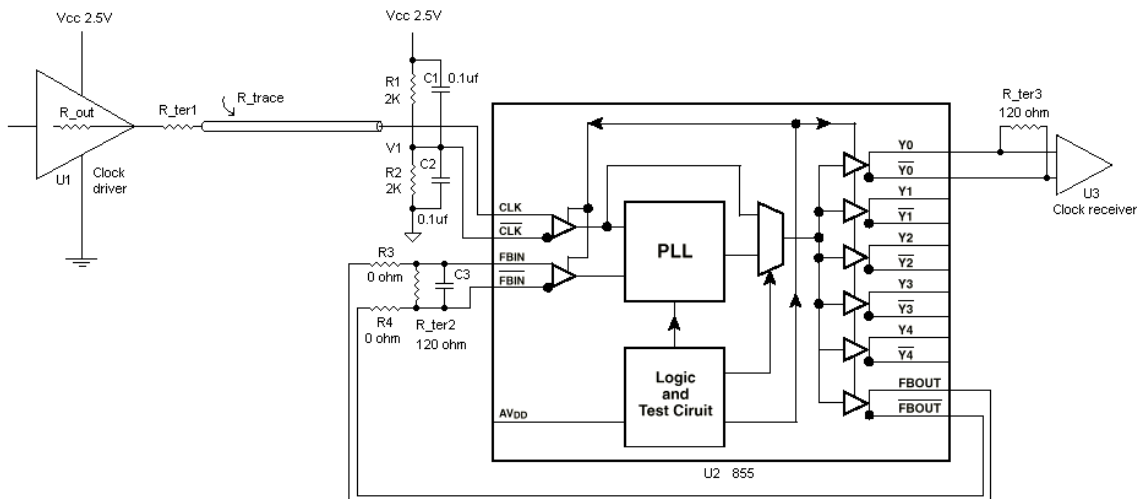 Vcc 2.5V
Vcc 2.5V
R_out
R_ter1
R_trace
U1
Clock
driver
R1
2K
C1
0.1uf
V1
R2
2K
C2
0.1uf
R3
0 ohm
R4
0 ohm
C3
R_ter2
120 ohm
CLK
CLK
FBIN
FBIN
AVDD
PLL
Logic
and
Test Ciruit
Y0
Y0
Y1
Y1
Y2
Y2
Y3
Y3
Y4
Y4
FBOUT
FBOUT
R_ter3
120 ohm
U3
Clock receiver
U2 855